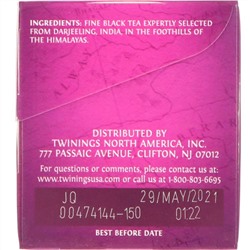 INGREDIENTS: FINE BLACK TEA EXPERTLY SELECTED
FROM DARJEELING, INDIA, IN THE FOOTHILLS OF
THE HIMALAYAS.
DISTRIBUTED BY
TWININGS NORTH AMERICA, INC.
777 PASSAIC AVENUE, CLIFTON, NJ 07012
For questions or comments, please contact us
www.twiningsusa.com or call us at 1-800-803-6695
JQ 29/MAY/2021
00474144-150 0122
BEST BEFORE DATE